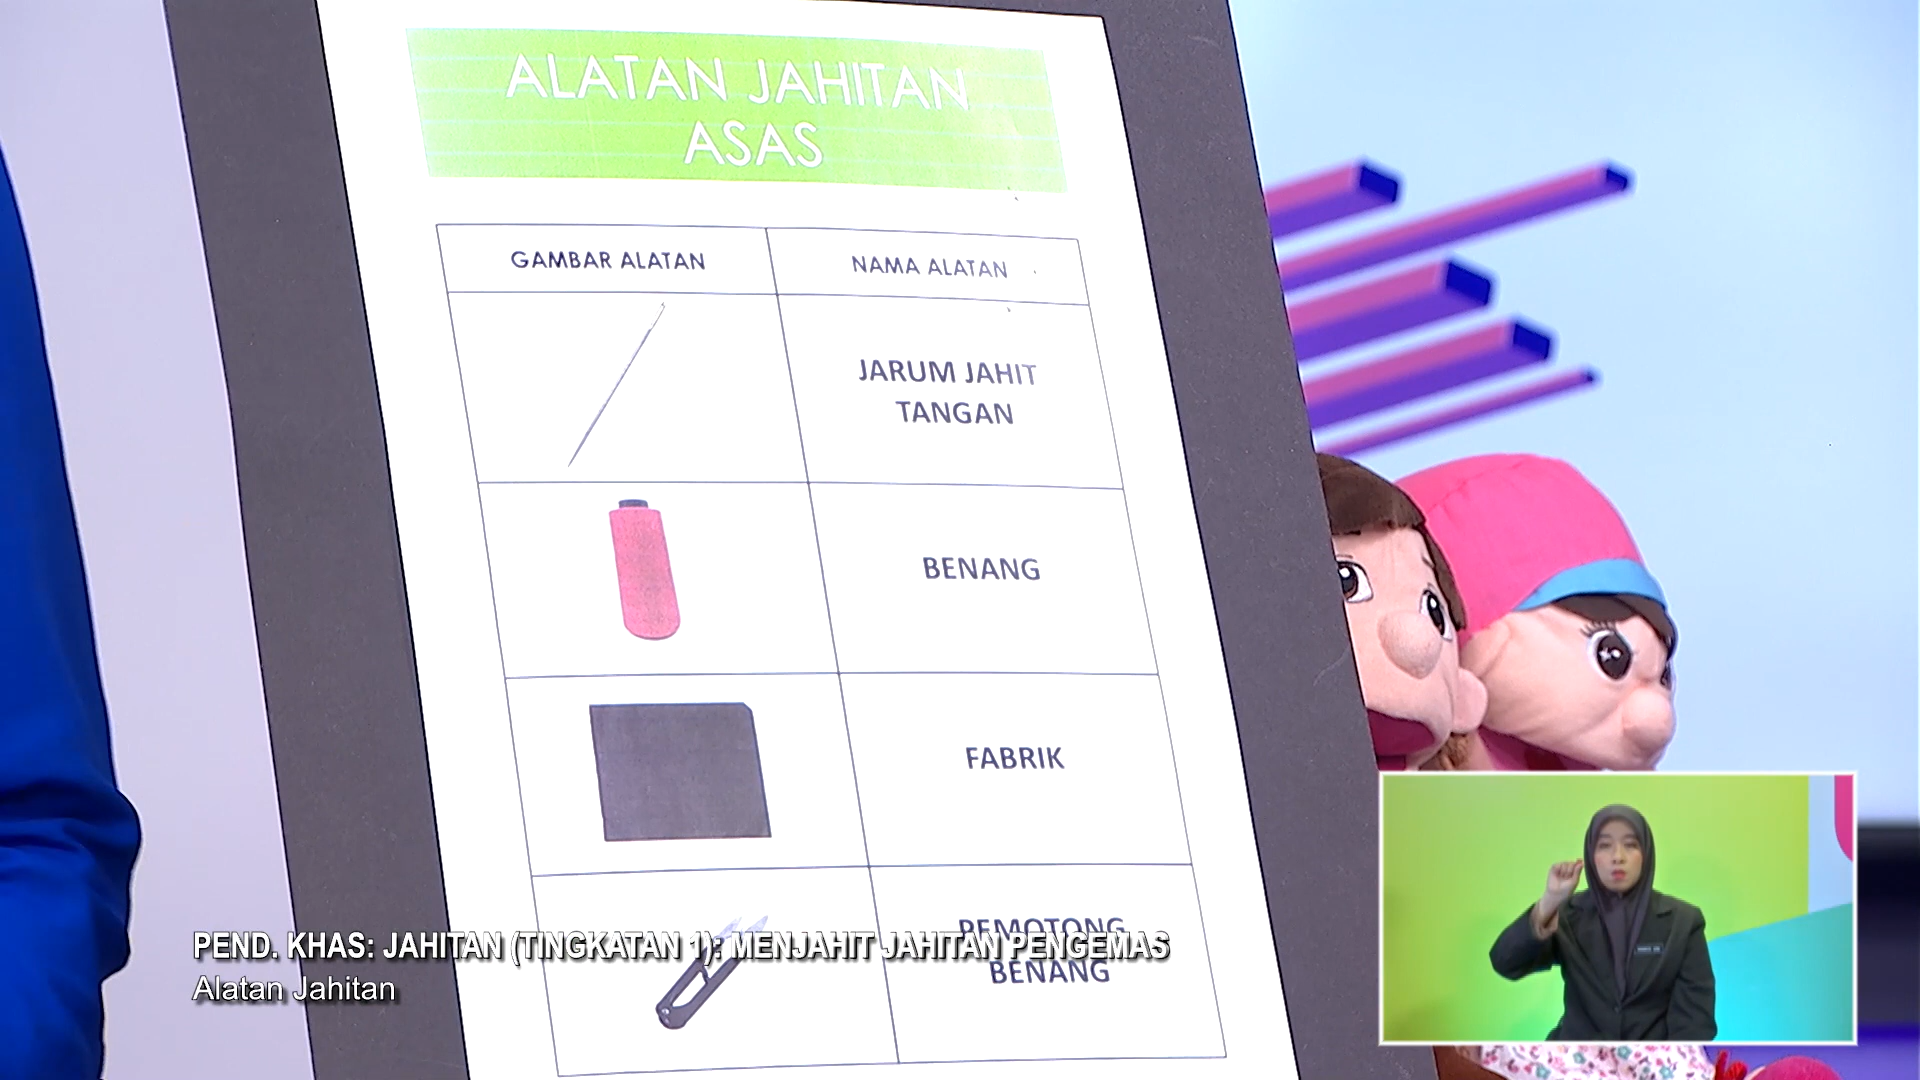 ALATAN JAHITAN
ASAS
GAMBAR ALATAN
NAMA ALATAN
JARUM JAHIT
TANGAN
BENANG
FABRIK
PEMOTONG
BENANG
PEND. KHAS: JAHITAN (TINGKATAN 1): MENJAHIT JAHITAN PENGEMAS
Alatan Jahitan